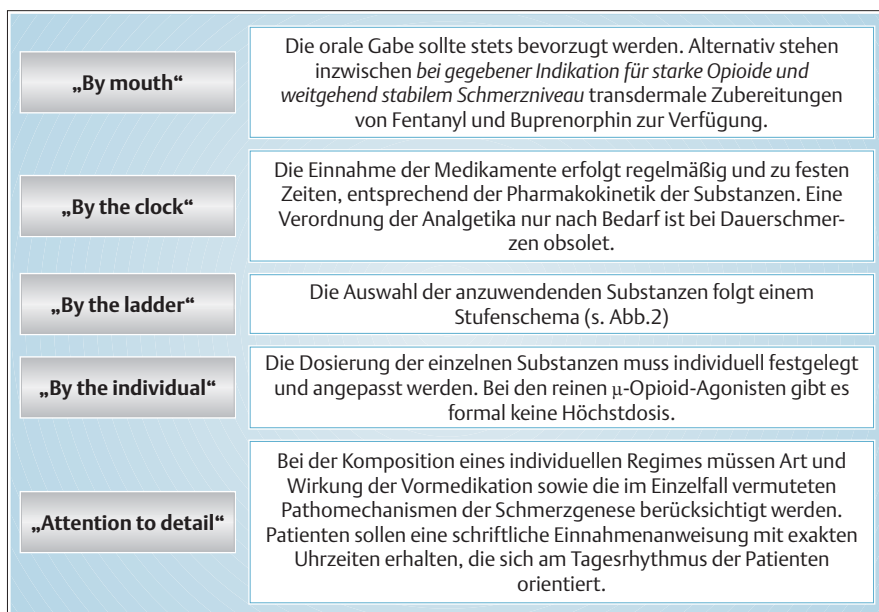 „By mouth“
Die orale Gabe sollte stets bevorzugt werden. Alternativ stehen
inzwischen bei gegebener Indikation für starke Opioide und
weitgehend stabilem Schmerzniveau transdermale Zubereitungen
von Fentanyl und Buprenorphin zur Verfügung.
„By the clock“
Die Einnahme der Medikamente erfolgt regelmäßig und zu festen
Zeiten, entsprechend der Pharmakokinetik der Substanzen. Eine
Verordnung der Analgetika nur nach Bedarf ist bei Dauerschmer-
zen obsolet.
„By the ladder“
Die Auswahl der anzuwendenden Substanzen folgt einem
Stufenschema (s. Abb.2)
„By the individual“
Die Dosierung der einzelnen Substanzen muss individuell festgelegt
und angepasst werden. Bei den reinen µ-Opioid-Agonisten gibt es
formal keine Höchstdosis.
„Attention to detail“
Bei der Komposition eines individuellen Regimes müssen Art und
Wirkung der Vormedikation sowie die im Einzelfall vermuteten
Pathomechanismen der Schmerzgenese berücksichtigt werden.
Patienten sollen eine schriftliche Einnahmenanweisung mit exakten
Uhrzeiten erhalten, die sich am Tagesrhythmus der Patienten
orientiert.